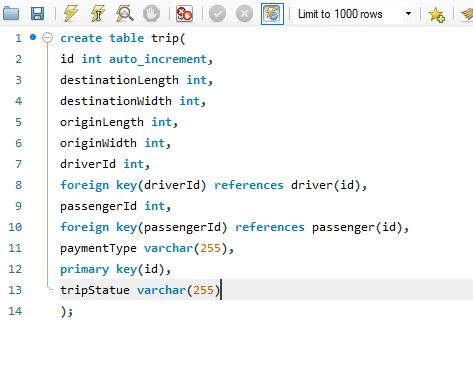 Limit to 1000 rows
1 create table trip(
2 id int auto_increment,
3 destinationLength int,
4 destinationWidth int,
5 originLength int,
6 originWidth int,
7 driverId int,
8 foreign key(driverId) references driver(id),
9 passengerId int,
10 foreign key(passengerId) references passenger(id),
11 paymentType varchar(255),
12 primary key(id),
13 tripStatue varchar(255)
14 );